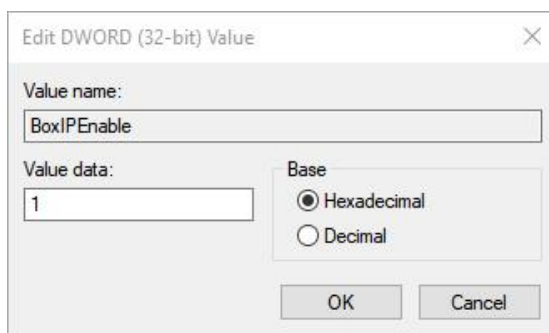 Edit DWORD (32-bit) Value
Value name:
BoxIPEnable
Value data:
1
Base
Hexadecimal
Decimal
OK
Cancel